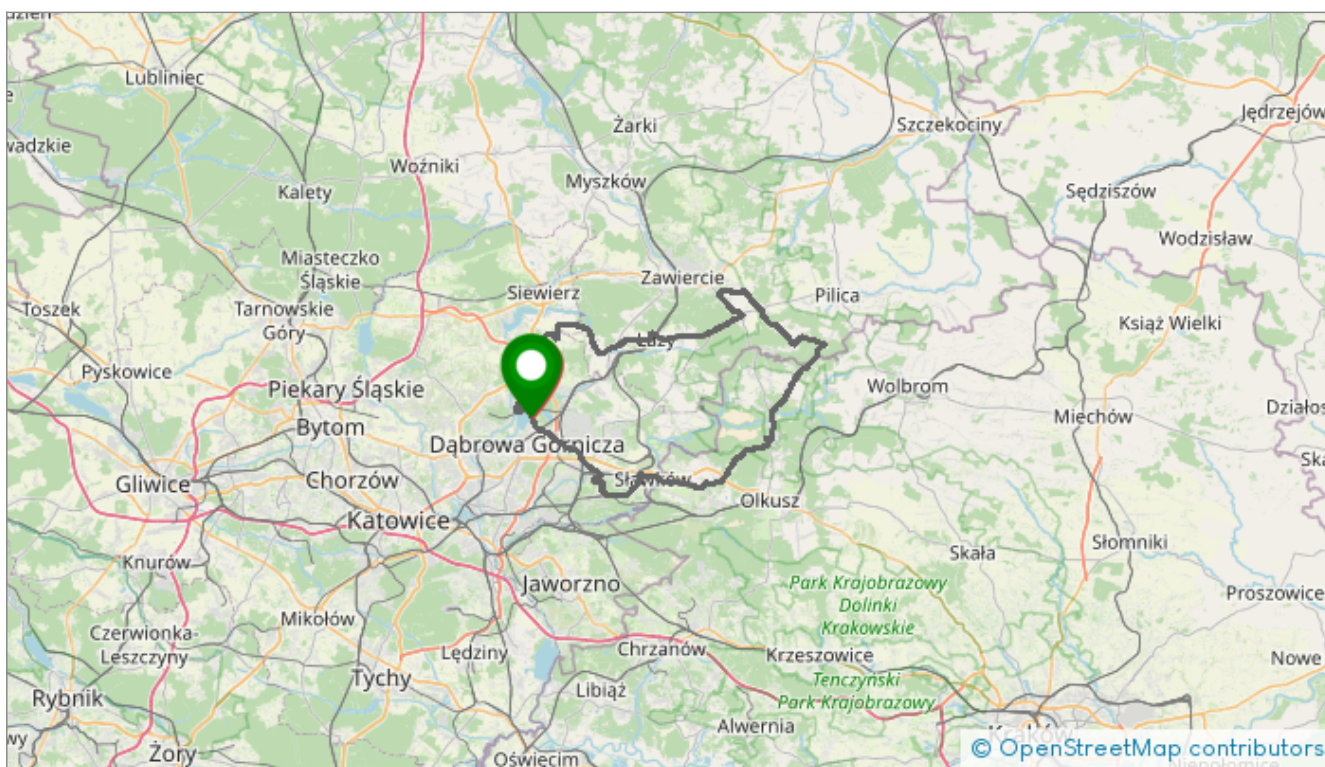 dzień
Lubliniec
Żarki
Szczekociny
Jędrzejów
wadzkie
Woźniki
Kalety
Myszków
Sędziszów
Wodzisław
Miasteczko
Śląskie
Zawiercie
Siewierz
Pilica
Toszek
Tarnowskie
Góry
Książ Wielki
Łazy
Pyskowice
Piekary Śląskie
Wolbrom
Bytom
Miechów
Działos
Dąbrowa Górnicza
Gliwice
Chorzów
Sławków
Olkusz
Katowice
Słomniki
Skała
Knurów
Jaworzno
Park Krajobrazowy
Dolinki
Krakowskie
Proszowice
Mikołów
Czerwionka-
Leszczyny
Lędziny
Chrzanów
Krzeszowice
Nowe
Tychy
Tenczyński
Park Krajobrazowy
Rybnik
Libiąż
Alwernia
Kraków
Żory
Oświęcim
© OpenStreetMap contributors